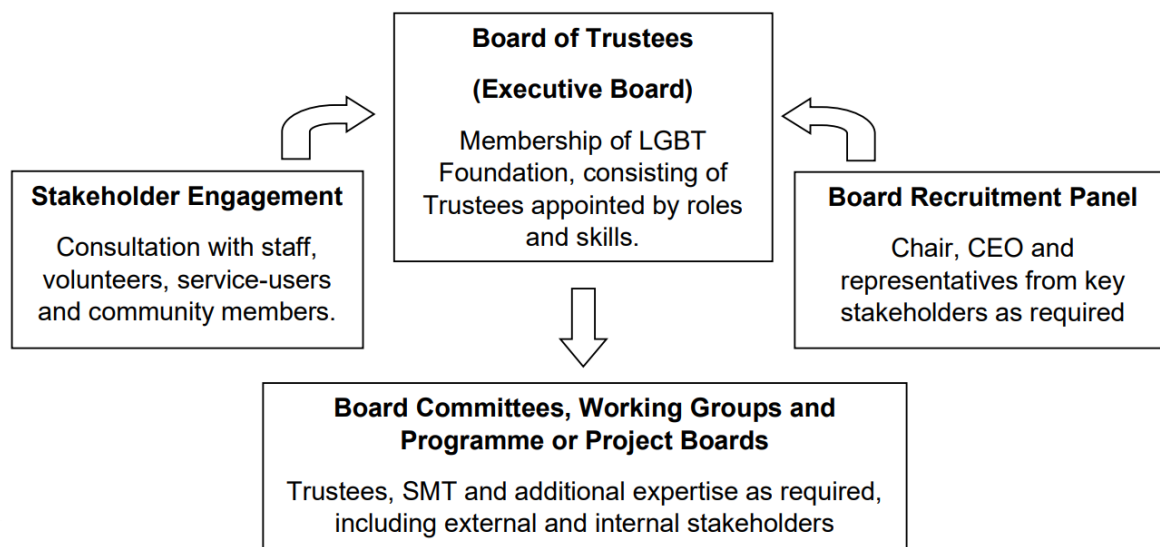 Board of Trustees
(Executive Board)
Membership of LGBT
Foundation, consisting of
Trustees appointed by roles
and skills.
Stakeholder Engagement
Consultation with staff,
volunteers, service-users
and community members.
Board Recruitment Panel
Chair, CEO and
representatives from key
stakeholders as required
Board Committees, Working Groups and
Programme or Project Boards
Trustees, SMT and additional expertise as required,
including external and internal stakeholders